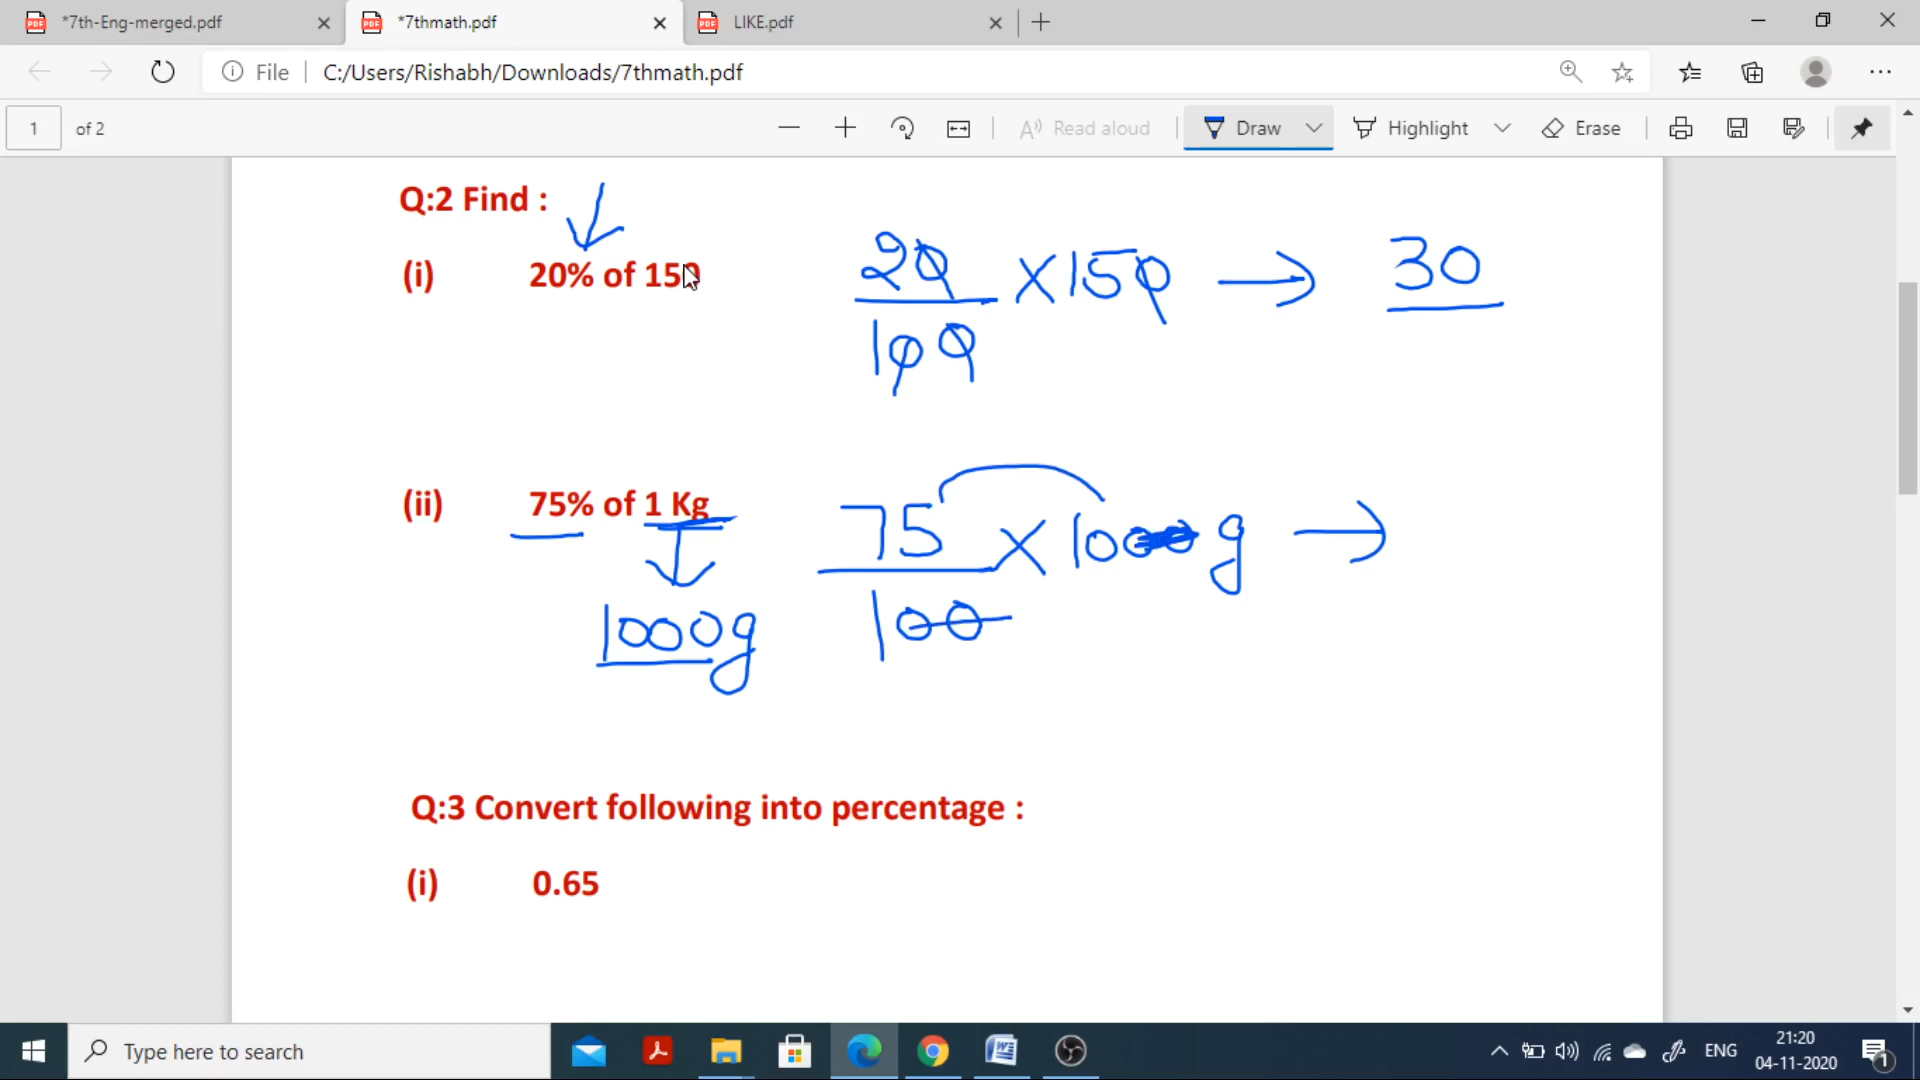 *7th-Eng-merged.pdf
*7thmath.pdf
LIKE.pdf
File
C:/Users/Rishabh/Downloads/7thmath.pdf
1 of 2
Read aloud
Draw
Highlight
Erase
Q:2 Find :
(i) 20% of 150
20/100 X 150 → 30
(ii) 75% of 1 Kg
75/100 X 1000 g →
1000g
Q:3 Convert following into percentage :
(i) 0.65
Type here to search
ENG
21:20
04-11-2020
1